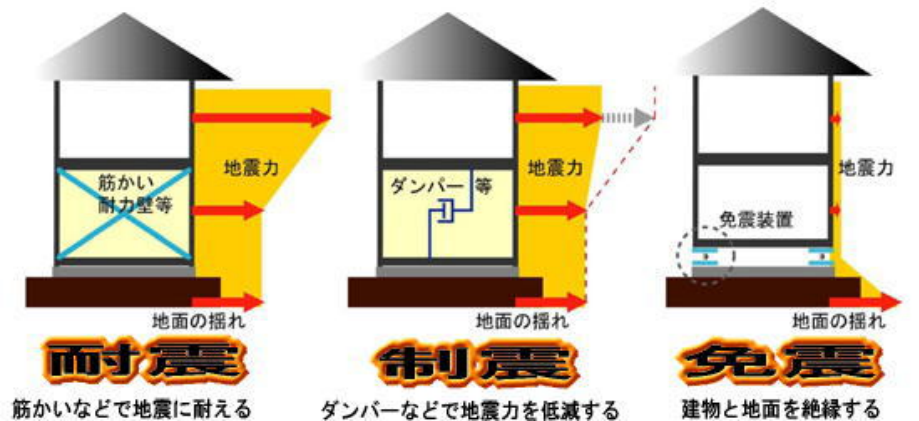 筋かい
耐力壁等
地震力
地面の揺れ
耐震
筋かいなどで地震に耐える
ダンパー 等
地震力
地面の揺れ
制震
ダンパーなどで地震力を低減する
地震力
免震装置
地面の揺れ
免震
建物と地面を絶縁する